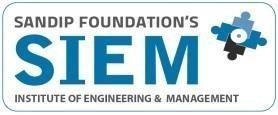 SANDIP FOUNDATION'S
SIEM
INSTITUTE OF ENGINEERING & MANAGEMENT